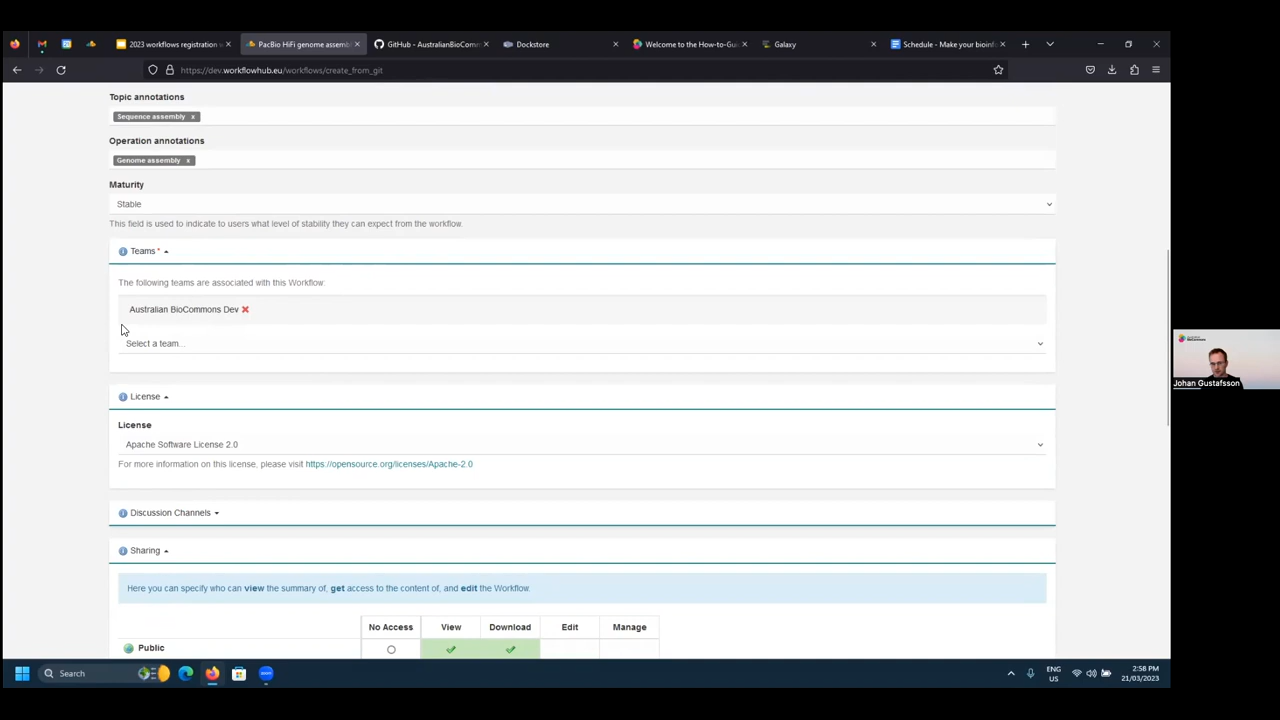 2023 workflows registration
PacBio HiFi genome assemb
GitHub - AustralianBioComm
Dockstore
Welcome to the How-to-Gui
Galaxy
Schedule - Make your bioinf
https://dev.workflowhub.eu/workflows/create_from_git
Topic annotations
Sequence assembly x
Operation annotations
Genome assembly x
Maturity
Stable
This field is used to indicate to users what level of stability they can expect from the workflow.
Teams *
The following teams are associated with this Workflow:
Australian BioCommons Dev
Select a team...
License
License
Apache Software License 2.0
For more information on this license, please visit https://opensource.org/licenses/Apache-2.0
Discussion Channels
Sharing
Here you can specify who can view the summary of, get access to the content of, and edit the Workflow.
No Access View Download Edit Manage
Public
Johan Gustafsson
Search
ENG
US
2:58 PM
21/03/2023